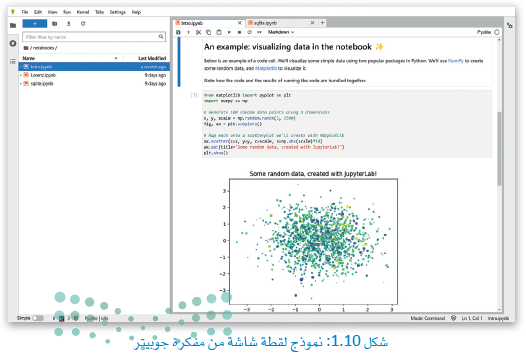 File Edit View Run Kernel Tabs Settings Help
Filter files by name
/ notebooks /
Name Last Modified
Intro.ipynb a month ago
Lorenz.ipynb 9 days ago
sqlite.ipynb 9 days ago
Intro.ipynb sqlite.ipynb
Markdown Pyolite
An example: visualizing data in the notebook ✨
Below is an example of a code cell. We'll visualize some simple data using two popular packages in Python. We'll use NumPy to create
some random data, and Matplotlib to visualize it.
Note how the code and the results of running the code are bundled together.
from matplotlib import pyplot as plt
import numpy as np
# Generate 100 random data points along 3 dimensions
x, y, scale = np.random.randn(3, 100)
fig, ax = plt.subplots()
# Map each onto a scatterplot we'll create with Matplotlib
ax.scatter(x=x, y=y, c=scale, s=np.abs(scale)*500)
ax.set(title="Some random data, created with JupyterLab!")
plt.show()
Some random data, created with JupyterLab!
3
2
1
0
−1
−2
−3
−3 −2 −1 0 1 2 3
Simple Pyolite | Idle Mode: Command Ln 1, Col 1 Intro.ipynb
شكل 1.10: نموذج لقطة شاشة من مفكرة جوبيتر